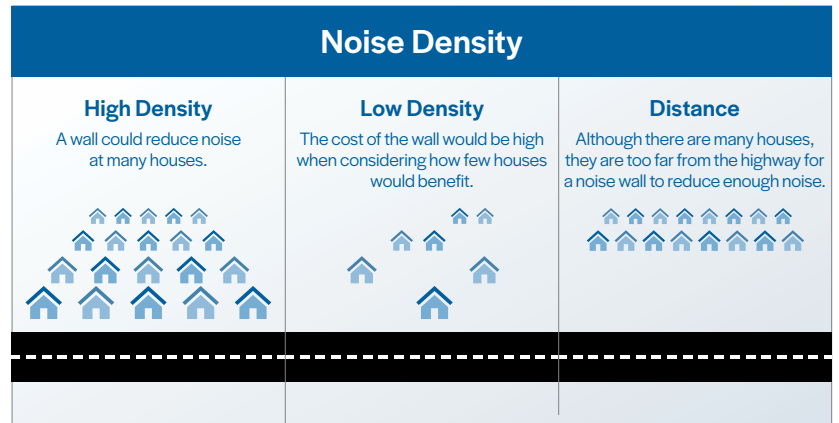 Noise Density
High Density
A wall could reduce noise
at many houses.
Low Density
The cost of the wall would be high
when considering how few houses
would benefit.
Distance
Although there are many houses,
they are too far from the highway for
a noise wall to reduce enough noise.